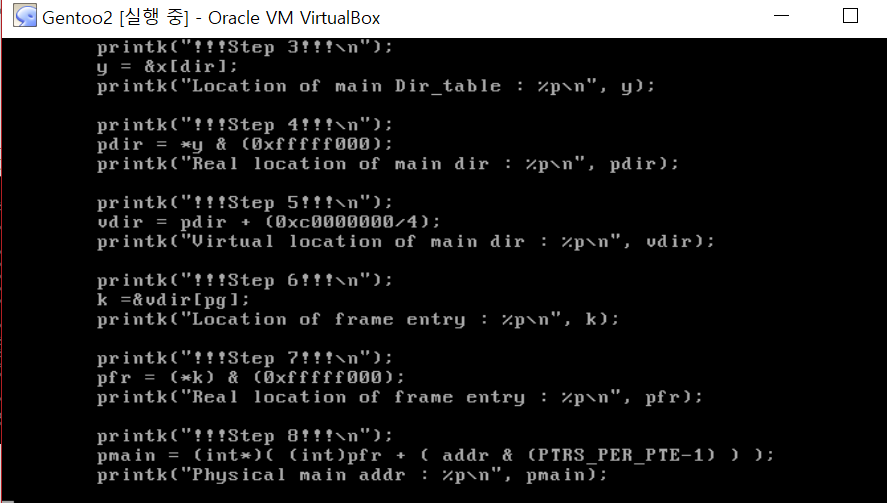 Gentoo2 [실행 중] - Oracle VM VirtualBox
printk("!!!Step 3!!!\n");
y = &x[dir];
printk("Location of main Dir_table : %p\n", y);
printk("!!!Step 4!!!\n");
pdir = *y & (0xfffff000);
printk("Real location of main dir : %p\n", pdir);
printk("!!!Step 5!!!\n");
vdir = pdir + (0xc0000000/4);
printk("Virtual location of main dir : %p\n", vdir);
printk("!!!Step 6!!!\n");
k =&vdir[pg];
printk("Location of frame entry : %p\n", k);
printk("!!!Step 7!!!\n");
pfr = (*k) & (0xfffff000);
printk("Real location of frame entry : %p\n", pfr);
printk("!!!Step 8!!!\n");
pmain = (int*)( (int)pfr + ( addr & (PTRS_PER_PTE-1) ) );
printk("Physical main addr : %p\n", pmain);